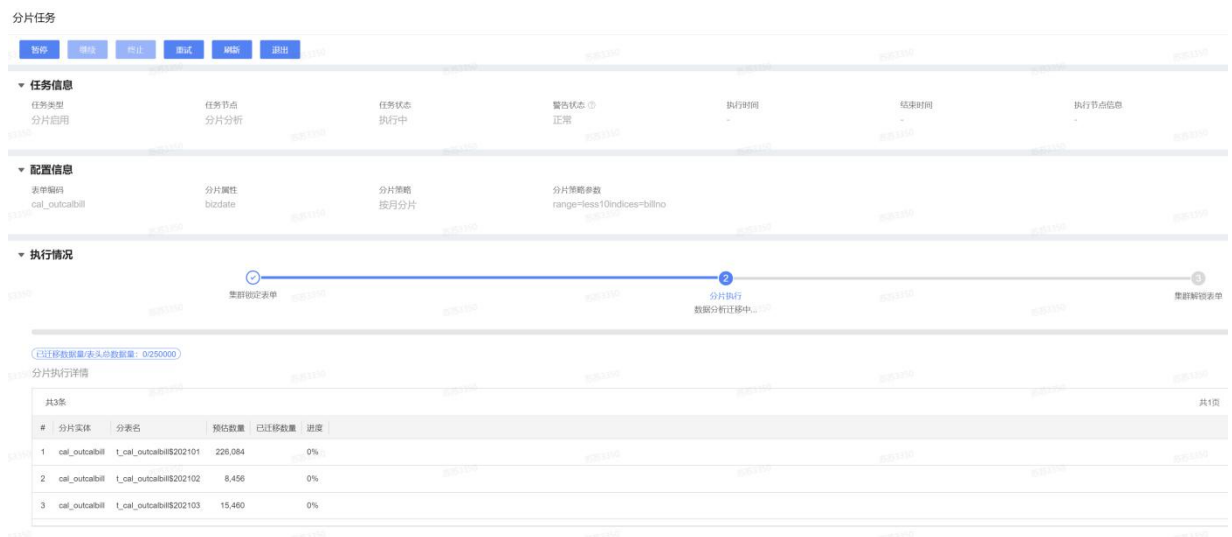 分片任务
暂停 继续 终止 重试 刷新 退出
任务信息
任务类型 任务节点 任务状态 警告状态 执行时间 结束时间 执行节点信息
分片启用 分片分析 执行中 正常 - - -
配置信息
表单编码 分片属性 分片策略 分片策略参数
cal_outcalbill bizdate 按月分片 range=less10indices=billno
执行情况
2 3
集群锁定表单 分片执行 集群解锁表单
数据分析迁移中...
已迁移数据量/表头总数据量：0/250000
分片执行详情
共3条 共1页
# 分片实体 分表名 预估数量 已迁移数量 进度
1 cal_outcalbill t_cal_outcalbill$202101 226,084 0%
2 cal_outcalbill t_cal_outcalbill$202102 8,456 0%
3 cal_outcalbill t_cal_outcalbill$202103 15,460 0%